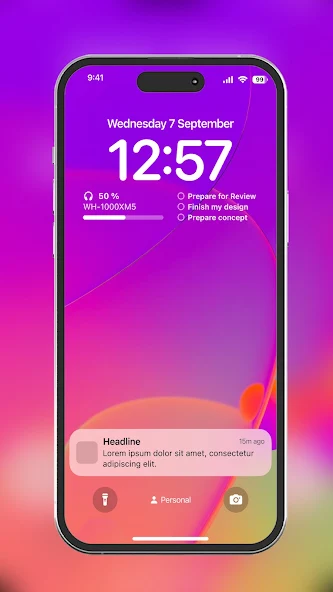 9:41
99
Wednesday 7 September
12:57
50 %
WH-1000XM5
Prepare for Review
Finish my design
Prepare concept
Headline
15m ago
Lorem ipsum dolor sit amet, consectetur
adipiscing elit.
Personal